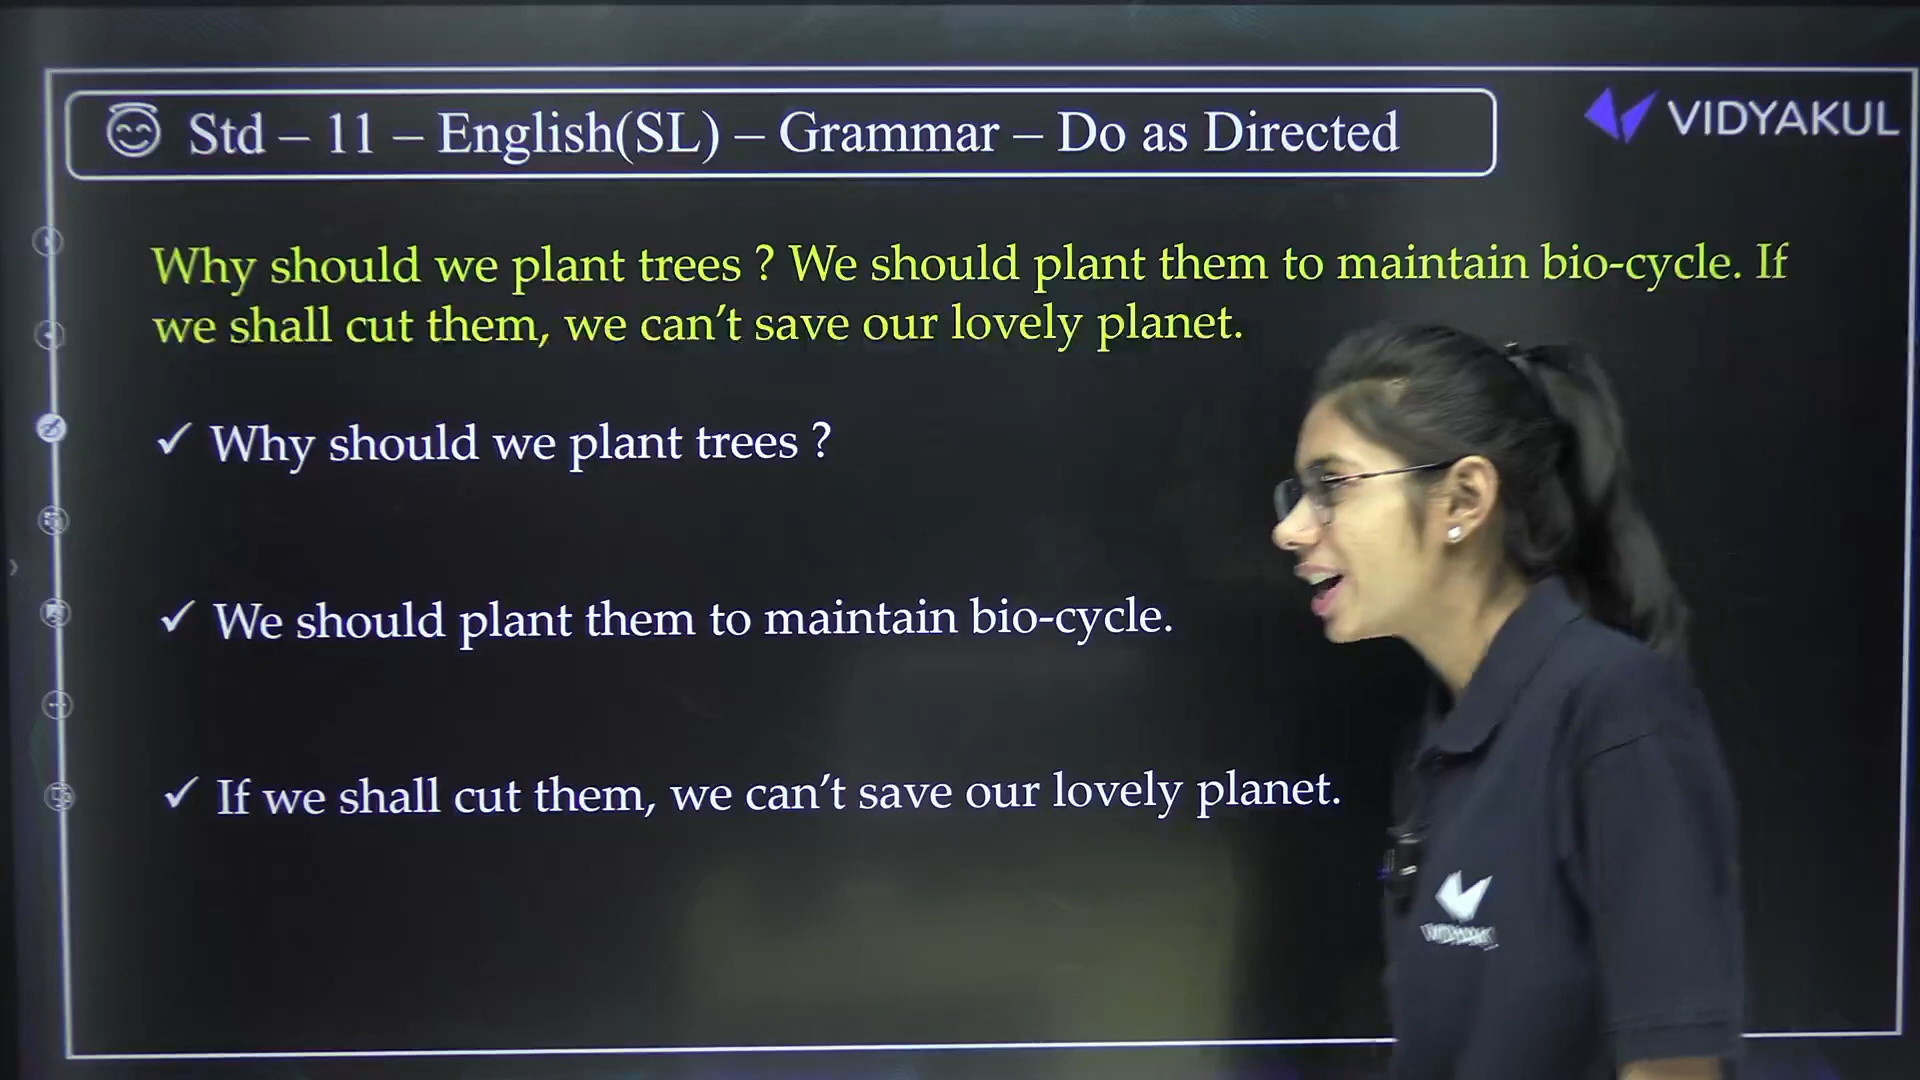 Std – 11 – English(SL) – Grammar – Do as Directed
VIDYAKUL
Why should we plant trees ? We should plant them to maintain bio-cycle. If
we shall cut them, we can't save our lovely planet.
✓ Why should we plant trees ?
✓ We should plant them to maintain bio-cycle.
✓ If we shall cut them, we can't save our lovely planet.